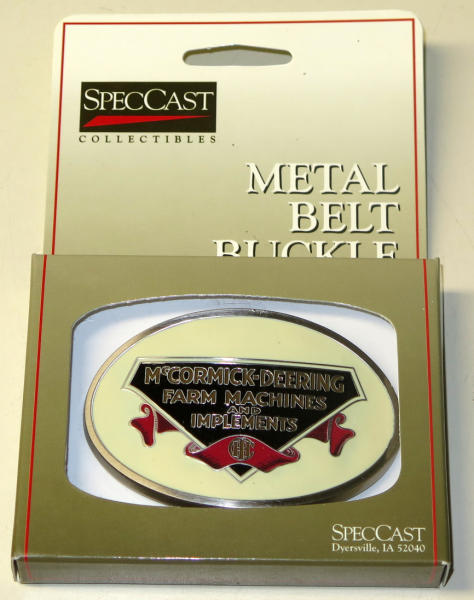 SPECCAST
COLLECTIBLES
METAL
BELT
BUCKLE
McCORMICK-DEERING
FARM MACHINES
AND
IMPLEMENTS
IHC
SPECCAST
Dyersville, IA 52040